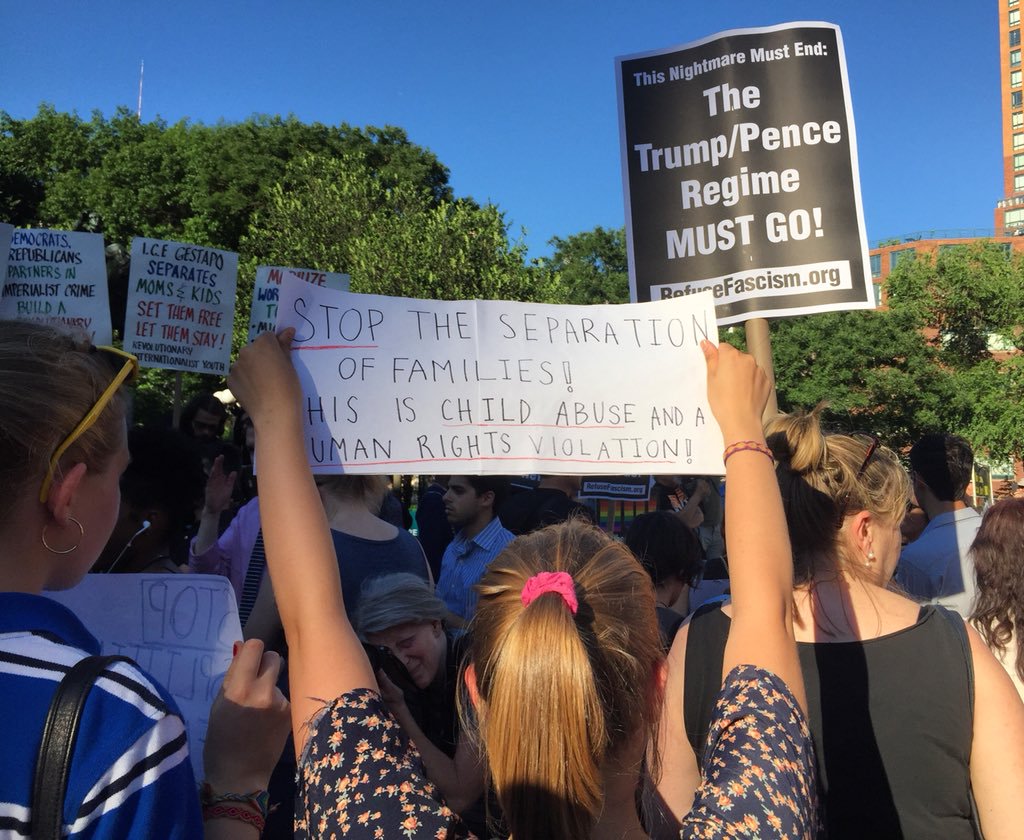 This Nightmare Must End:
The
Trump/Pence
Regime
MUST GO!
RefuseFascism.org
DEMOCRATS,
REPUBLICANS
PARTNERS IN
IMPERIALIST CRIME
BUILD A
I.C.E GESTAPO
SEPARATES
MOMS & KIDS
SET THEM FREE
LET THEM STAY!
REVOLUTIONARY
INTERNATIONALIST YOUTH
STOP THE SEPARATION
OF FAMILIES!
HIS IS CHILD ABUSE AND A
UMAN RIGHTS VIOLATION!
RefuseFascism.org
STOP